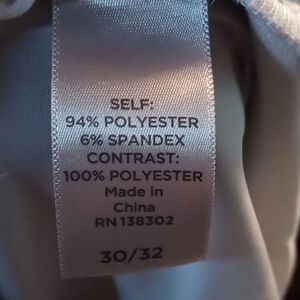 SELF:
94% POLYESTER
6% SPANDEX
CONTRAST:
100% POLYESTER
Made in
China
RN 138302
30/32